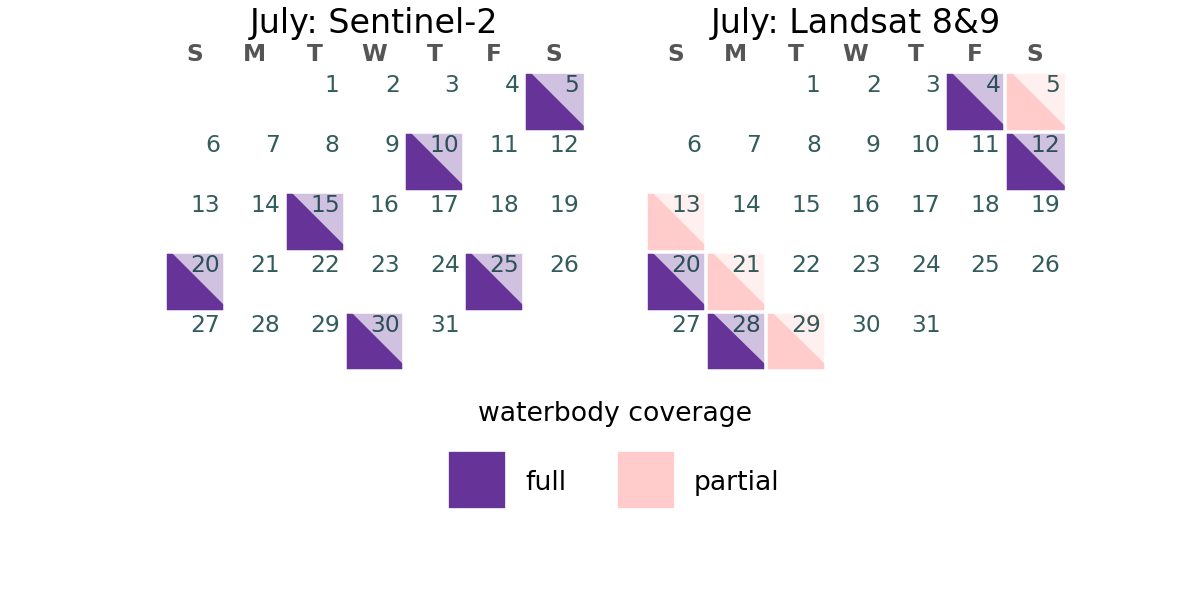 July: Sentinel-2
S M T W T F S
1 2 3 4 5
6 7 8 9 10 11 12
13 14 15 16 17 18 19
20 21 22 23 24 25 26
27 28 29 30 31
July: Landsat 8&9
S M T W T F S
1 2 3 4 5
6 7 8 9 10 11 12
13 14 15 16 17 18 19
20 21 22 23 24 25 26
27 28 29 30 31
waterbody coverage
full partial